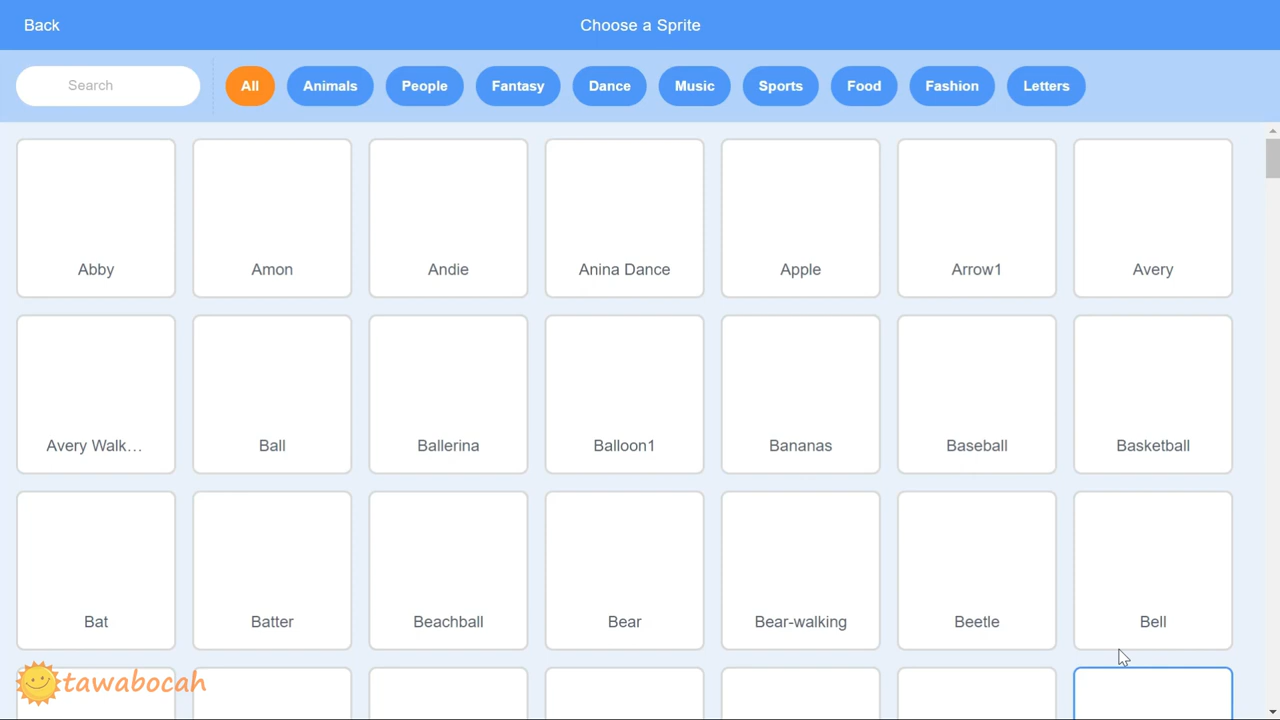 Back
Choose a Sprite
Search
All
Animals
People
Fantasy
Dance
Music
Sports
Food
Fashion
Letters
Abby
Amon
Andie
Anina Dance
Apple
Arrow1
Avery
Avery Walk…
Ball
Ballerina
Balloon1
Bananas
Baseball
Basketball
Bat
Batter
Beachball
Bear
Bear-walking
Beetle
Bell
tawabocah